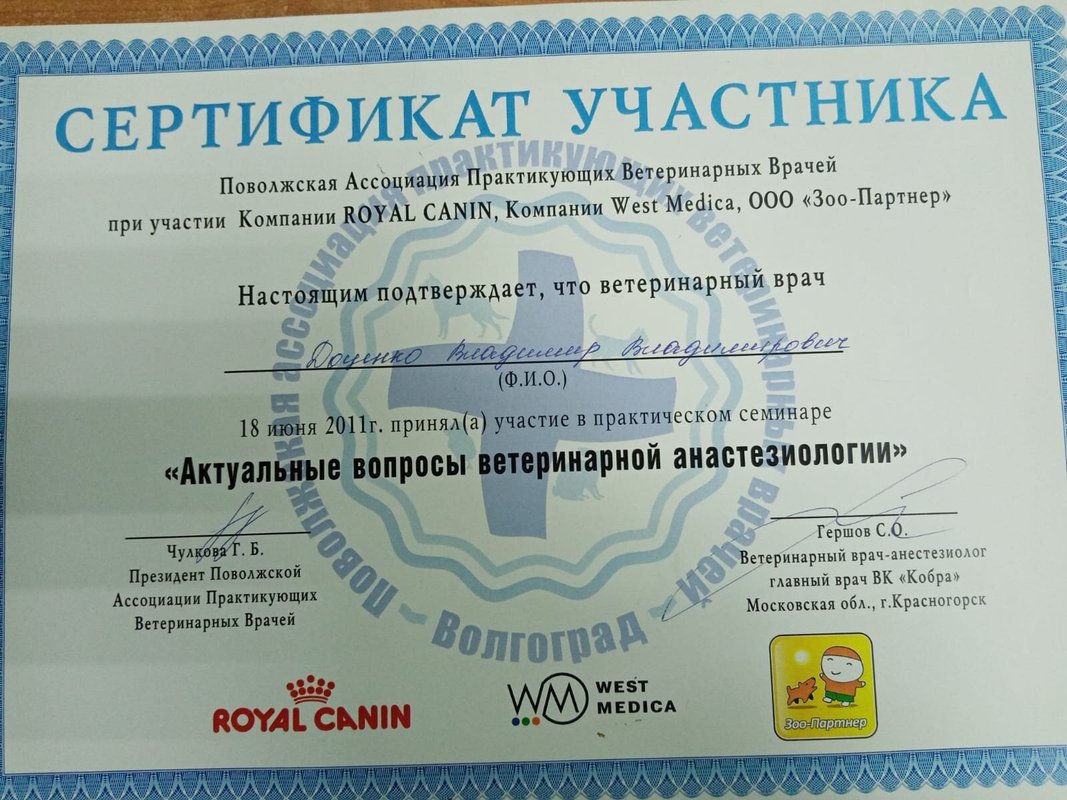 СЕРТИФИКАТ УЧАСТНИКА
Поволжская Ассоциация Практикующих Ветеринарных Врачей
при участии Компании ROYAL CANIN, Компании West Medica, ООО «Зоо-Партнер»
Настоящим подтверждает, что ветеринарный врач
Доценко Владимир Владимирович
(Ф.И.О.)
18 июня 2011г. принял(а) участие в практическом семинаре
«Актуальные вопросы ветеринарной анастезиологии»
Чулкова Г. Б.
Президент Поволжской
Ассоциации Практикующих
Ветеринарных Врачей
Гершов С.О.
Ветеринарный врач-анестезиолог
главный врач ВК «Кобра»
Московская обл., г.Красногорск
Поволжская ассоциация практикующих ветеринарных врачей
~ Волгоград ~
ROYAL CANIN
WM WEST
MEDICA
Зоо-Партнер